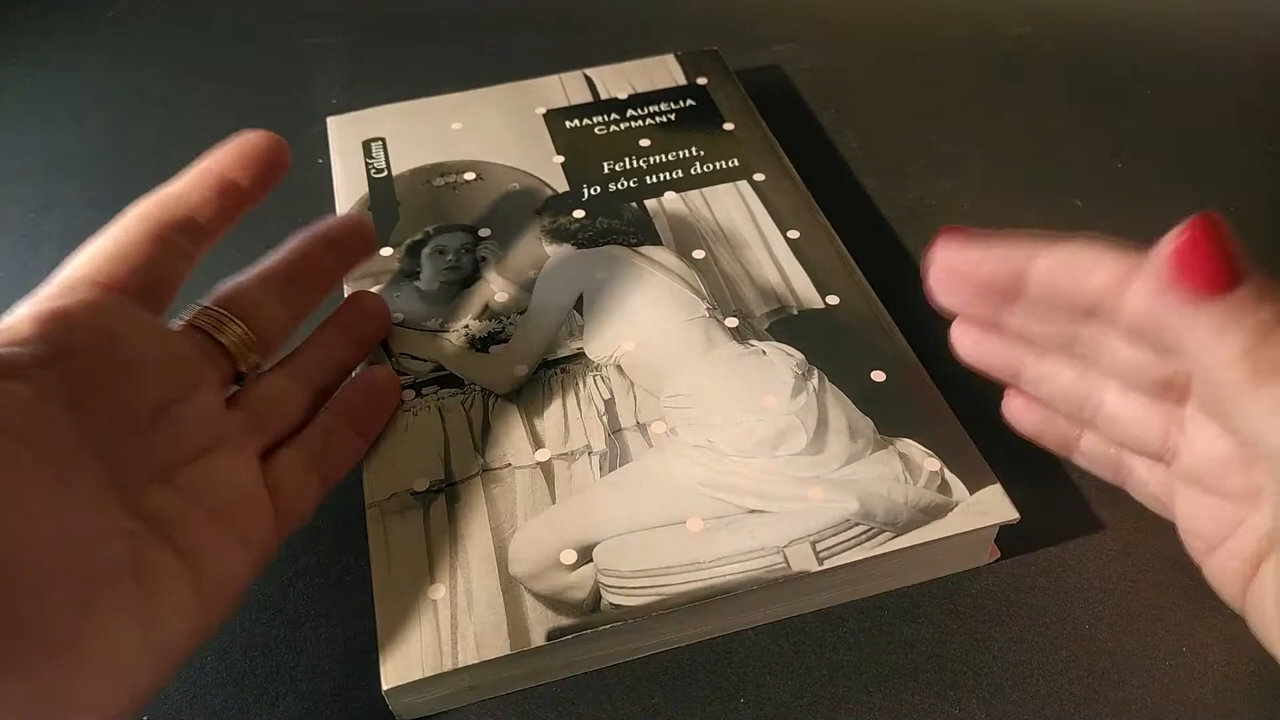 Càlam
MARIA AURÈLIA
CAPMANY
Feliçment,
jo sóc una dona